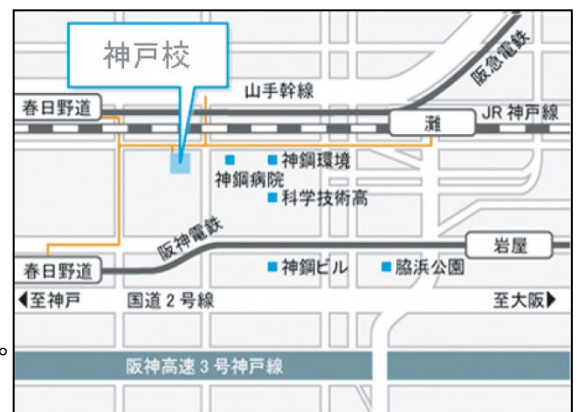 神戸校
阪急電鉄
山手幹線
春日野道
灘
JR 神戸線
神鋼環境
神鋼病院
科学技術高
阪神電鉄
岩屋
春日野道
神鋼ビル
脇浜公園
◀至神戸
国道2号線
至大阪▶
。
阪神高速3号神戸線